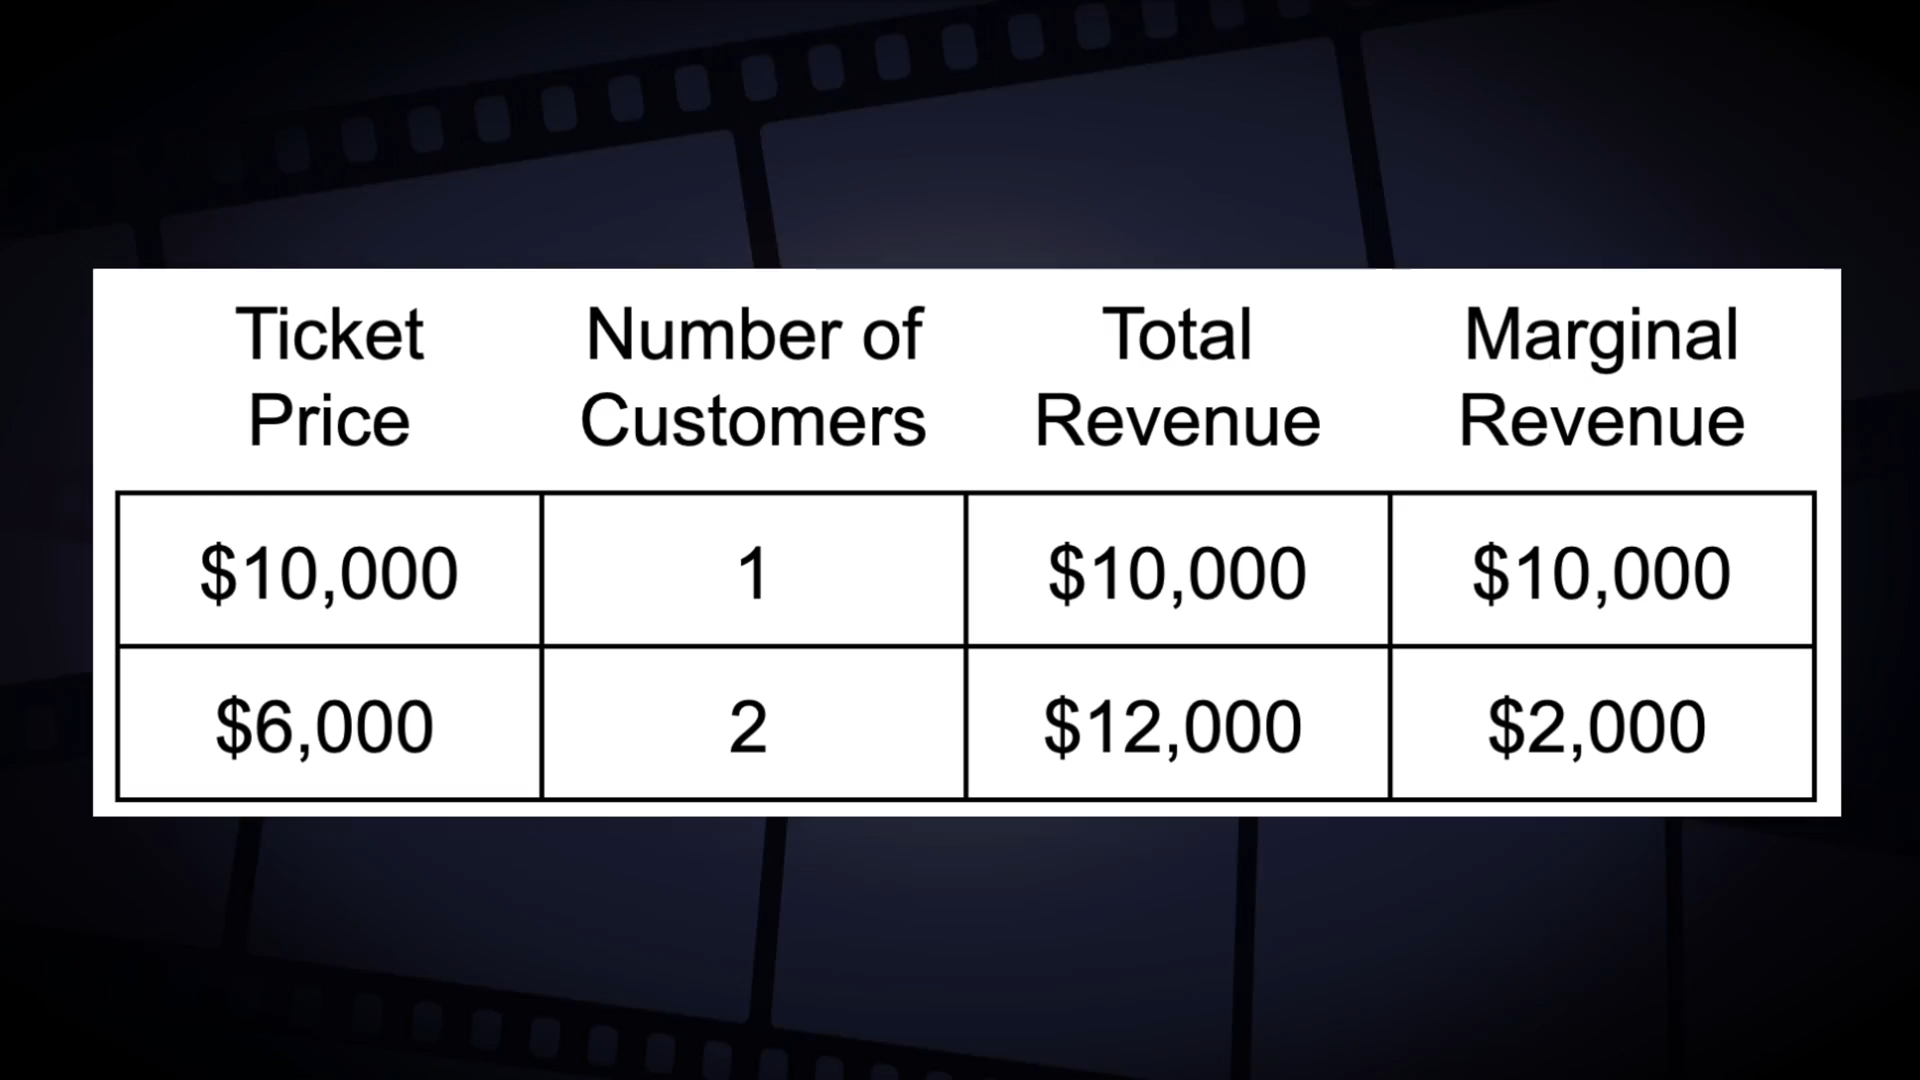 Ticket Price
Number of Customers
Total Revenue
Marginal Revenue
$10,000 1 $10,000 $10,000
$6,000 2 $12,000 $2,000